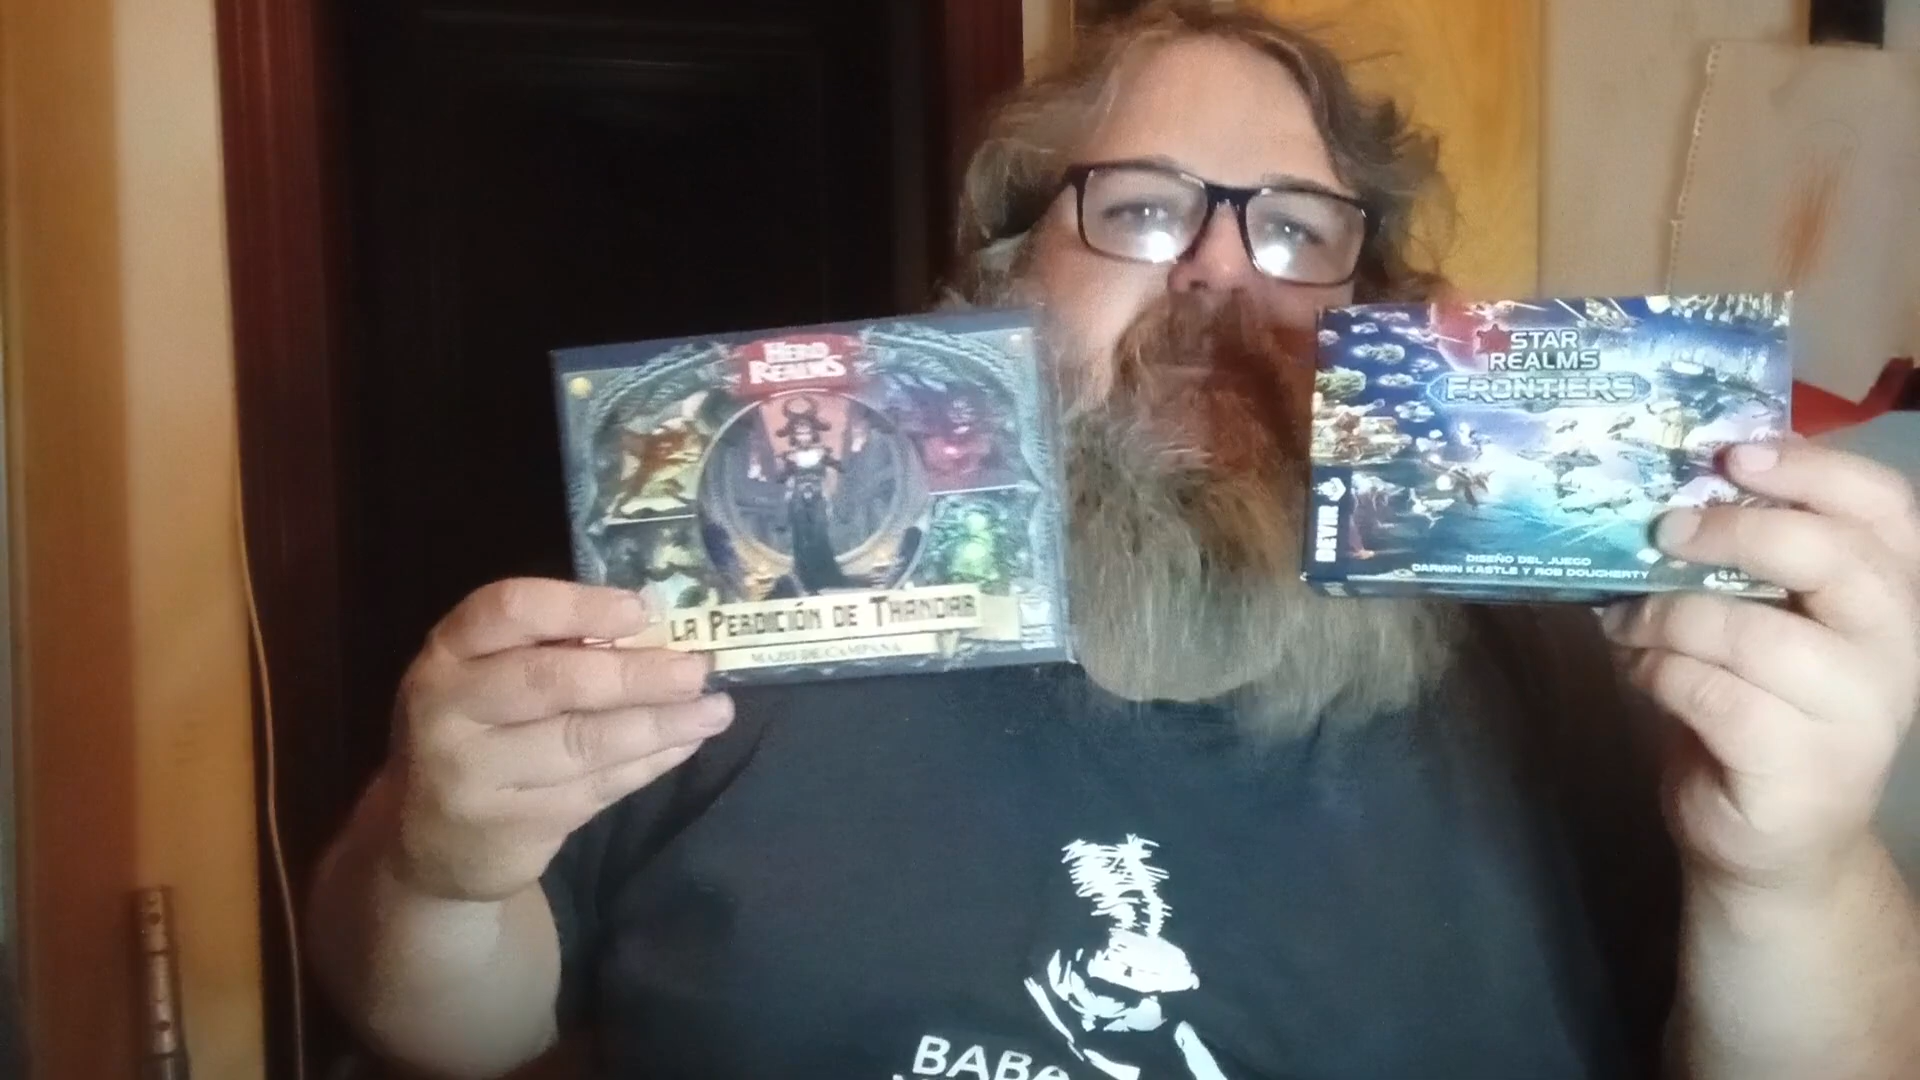 HERO
REALMS
LA PERDICIÓN DE THANDAR
MAZO DE CAMPAÑA
STAR
REALMS
FRONTIERS
DEVIR
DISEÑO DEL JUEGO
DARWIN KASTLE Y ROB DOUGHERTY
BABA